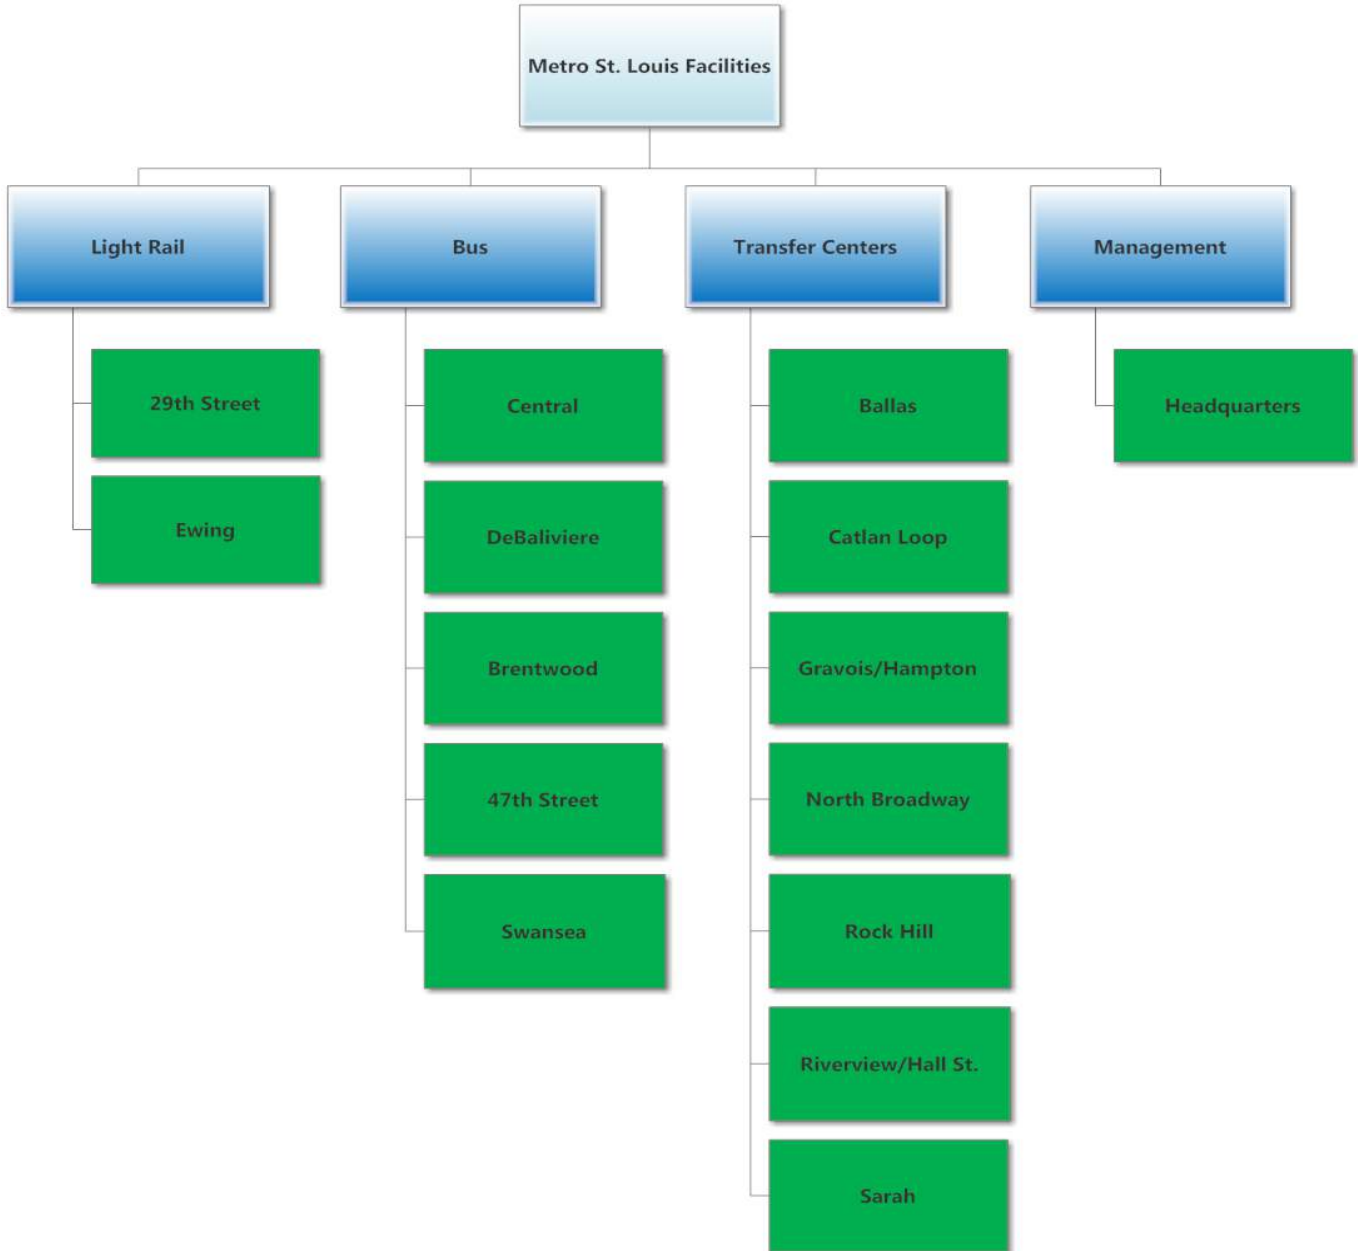 Metro St. Louis Facilities
Light Rail
Bus
Transfer Centers
Management
29th Street
Ewing
Central
DeBaliviere
Brentwood
47th Street
Swansea
Ballas
Catlan Loop
Gravois/Hampton
North Broadway
Rock Hill
Riverview/Hall St.
Sarah
Headquarters